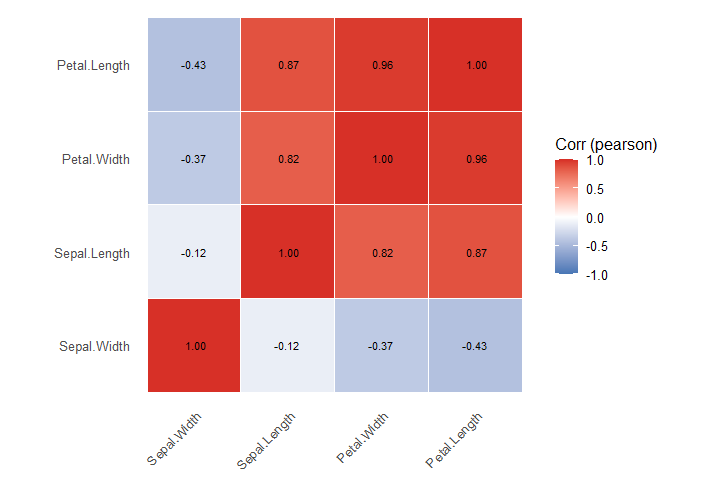 Petal.Length -0.43 0.87 0.96 1.00
Petal.Width -0.37 0.82 1.00 0.96
Sepal.Length -0.12 1.00 0.82 0.87
Sepal.Width 1.00 -0.12 -0.37 -0.43
Sepal.Width Sepal.Length Petal.Width Petal.Length
Corr (pearson)
1.0
0.5
0.0
-0.5
-1.0